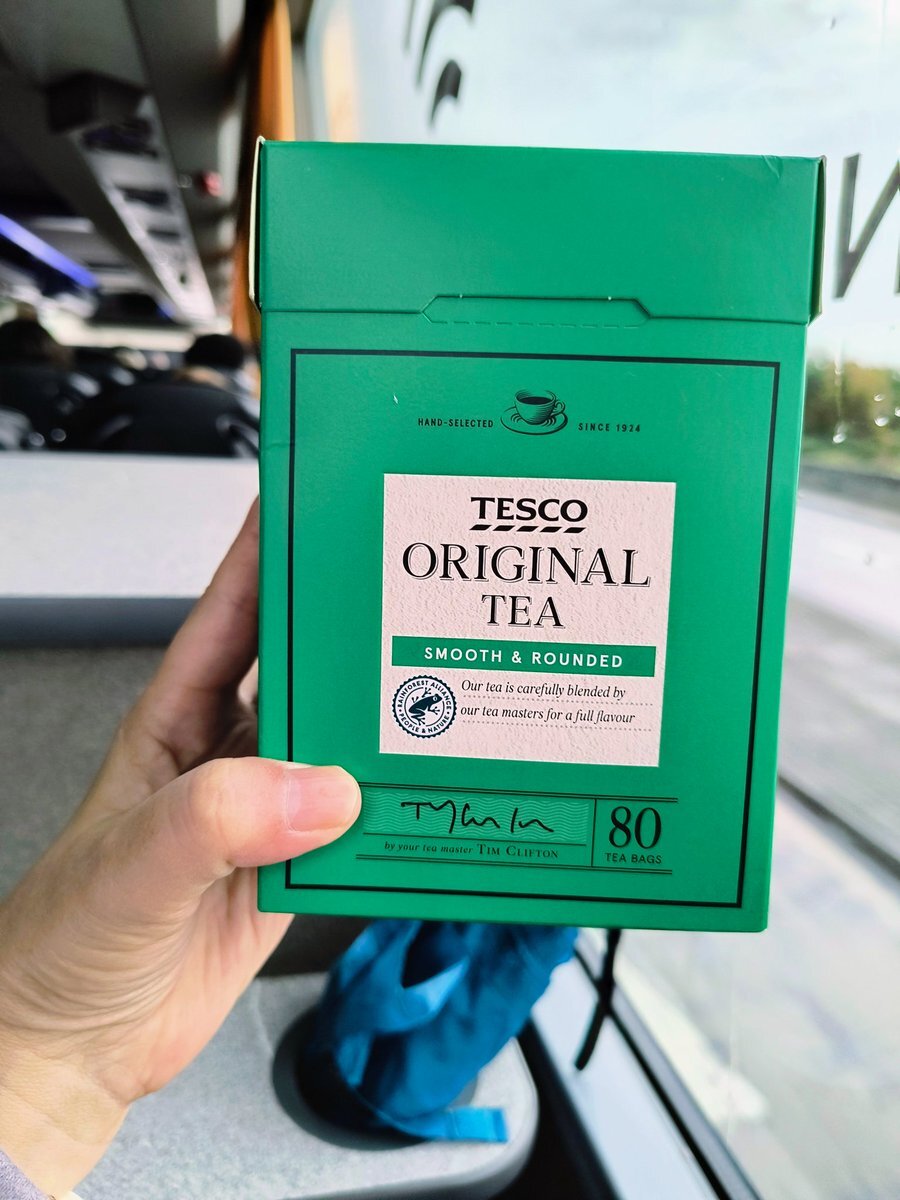 HAND-SELECTED SINCE 1924
TESCO
ORIGINAL
TEA
SMOOTH & ROUNDED
RAINFOREST ALLIANCE
PEOPLE & NATURE
Our tea is carefully blended by
our tea masters for a full flavour
by your tea master TIM CLIFTON
80
TEA BAGS